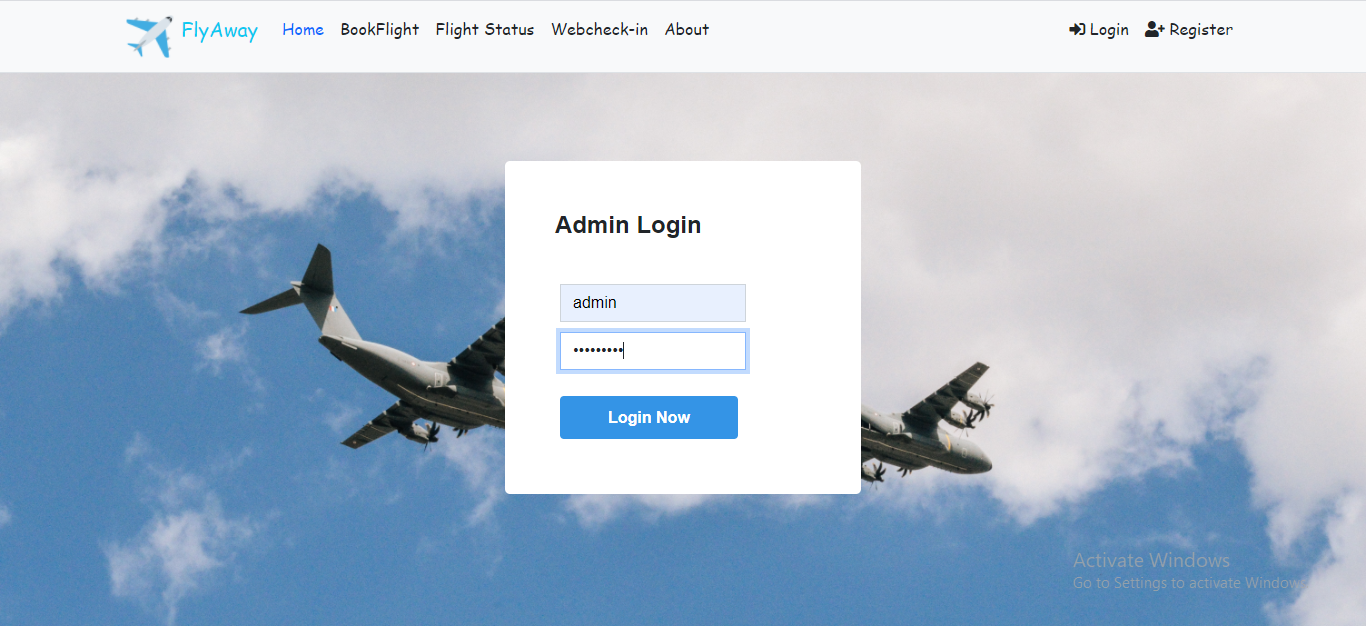 FlyAway Home BookFlight Flight Status Webcheck-in About Login Register
Admin Login
admin
•••••••••
Login Now
Activate Windows
Go to Settings to activate Windows